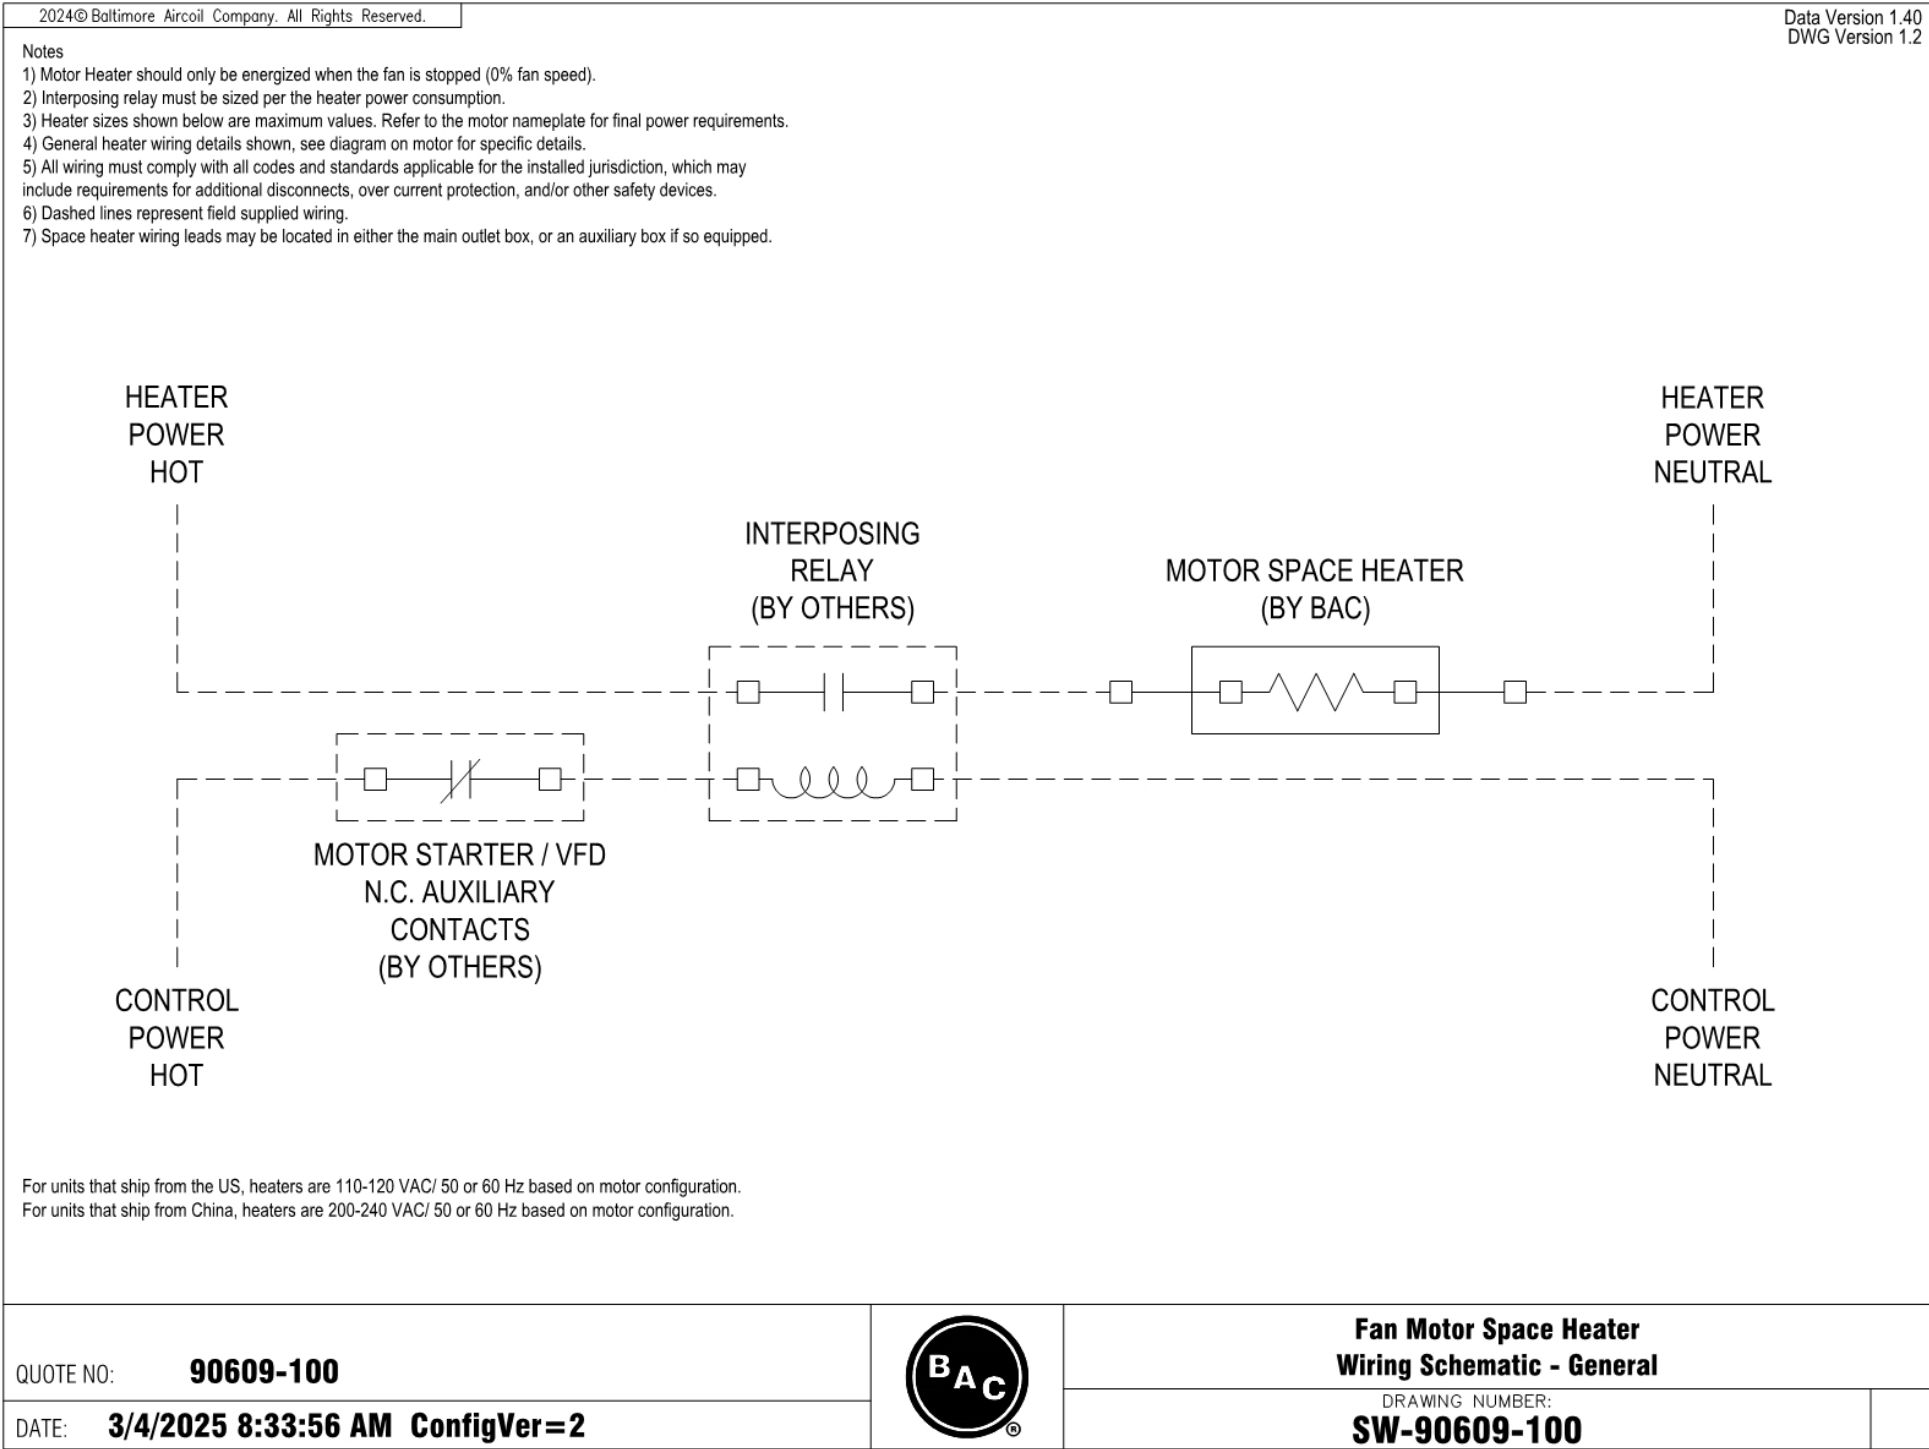 2024© Baltimore Aircoil Company. All Rights Reserved.
Data Version 1.40
DWG Version 1.2
Notes
1) Motor Heater should only be energized when the fan is stopped (0% fan speed).
2) Interposing relay must be sized per the heater power consumption.
3) Heater sizes shown below are maximum values. Refer to the motor nameplate for final power requirements.
4) General heater wiring details shown, see diagram on motor for specific details.
5) All wiring must comply with all codes and standards applicable for the installed jurisdiction, which may
include requirements for additional disconnects, over current protection, and/or other safety devices.
6) Dashed lines represent field supplied wiring.
7) Space heater wiring leads may be located in either the main outlet box, or an auxiliary box if so equipped.
HEATER
POWER
HOT
HEATER
POWER
NEUTRAL
INTERPOSING
RELAY
(BY OTHERS)
MOTOR SPACE HEATER
(BY BAC)
MOTOR STARTER / VFD
N.C. AUXILIARY
CONTACTS
(BY OTHERS)
CONTROL
POWER
HOT
CONTROL
POWER
NEUTRAL
For units that ship from the US, heaters are 110-120 VAC/ 50 or 60 Hz based on motor configuration.
For units that ship from China, heaters are 200-240 VAC/ 50 or 60 Hz based on motor configuration.
QUOTE NO: 90609-100
DATE: 3/4/2025 8:33:56 AM ConfigVer=2
BAC
®
Fan Motor Space Heater
Wiring Schematic - General
DRAWING NUMBER:
SW-90609-100